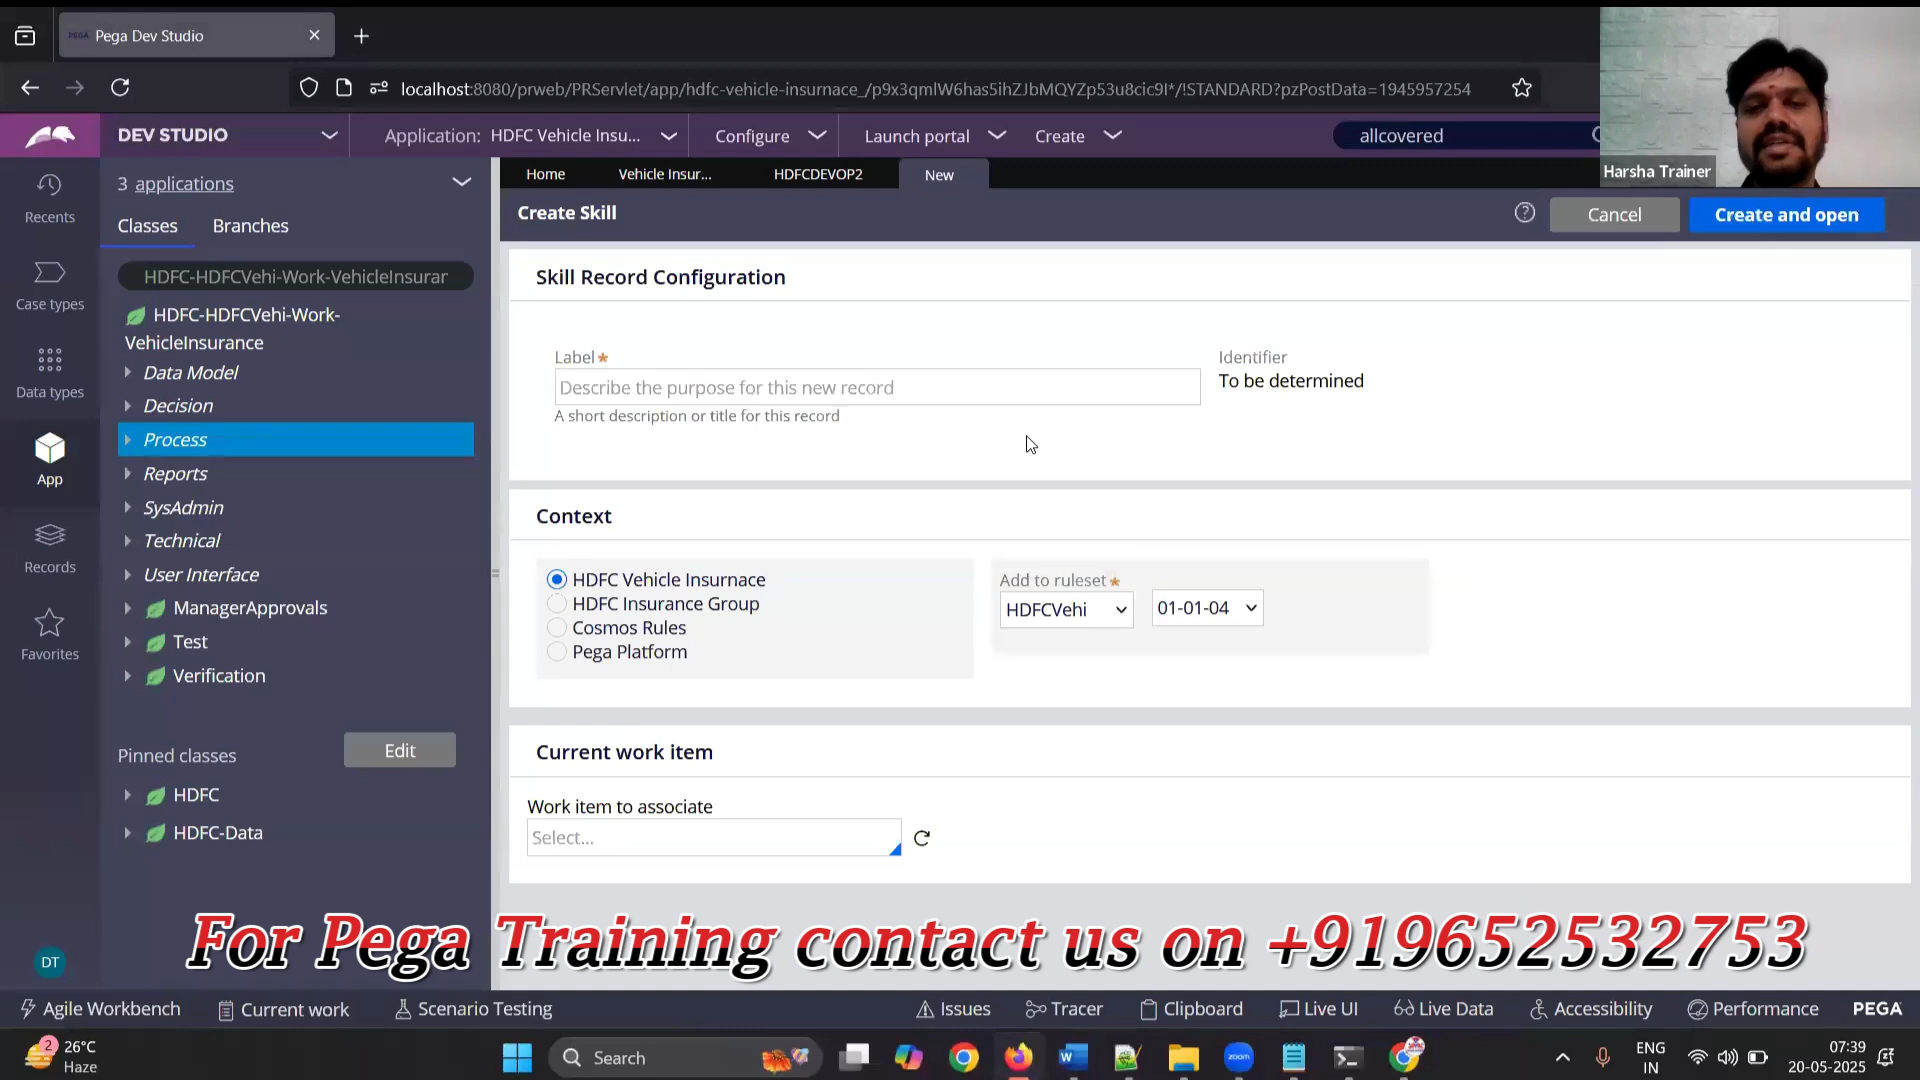 Pega Dev Studio
localhost:8080/prweb/PRServlet/app/hdfc-vehicle-insurnace_/p9x3qmlW6has5ihZJbMQYZp53u8cic9l*/!STANDARD?pzPostData=1945957254
DEV STUDIO
Application: HDFC Vehicle Insu...
Configure
Launch portal
Create
allcovered
Harsha Trainer
Recents
Case types
Data types
App
Records
Favorites
DT
3 applications
Classes
Branches
HDFC-HDFCVehi-Work-VehicleInsurar
HDFC-HDFCVehi-Work-
VehicleInsurance
Data Model
Decision
Process
Reports
SysAdmin
Technical
User Interface
ManagerApprovals
Test
Verification
Pinned classes
Edit
HDFC
HDFC-Data
Home
Vehicle Insur...
HDFCDEVOP2
New
Create Skill
Cancel
Create and open
Skill Record Configuration
Label★
Describe the purpose for this new record
A short description or title for this record
Identifier
To be determined
Context
HDFC Vehicle Insurnace
HDFC Insurance Group
Cosmos Rules
Pega Platform
Add to ruleset★
HDFCVehi
01-01-04
Current work item
Work item to associate
Select...
For Pega Training contact us on +919652532753
Agile Workbench
Current work
Scenario Testing
Issues
Tracer
Clipboard
Live UI
Live Data
Accessibility
Performance
PEGA
2
26°C
Haze
Search
zoom
ENG
IN
07:39
20-05-2025